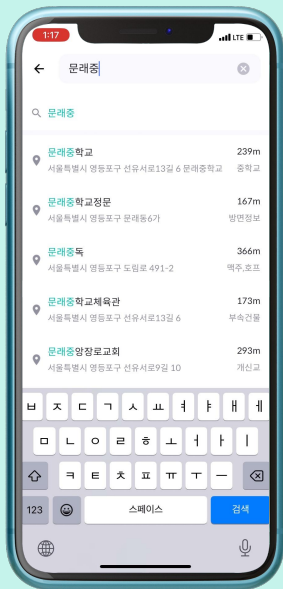 1:17
LTE
문래중
문래중
문래중학교 239m
서울특별시 영등포구 선유서로13길 6 문래중학교 중학교
문래중학교정문 167m
서울특별시 영등포구 문래동6가 방면정보
문래중독 366m
서울특별시 영등포구 도림로 491-2 맥주,호프
문래중학교체육관 173m
서울특별시 영등포구 선유서로13길 6 부속건물
문래중앙장로교회 293m
서울특별시 영등포구 선유서로9길 10 개신교
ㅂ ㅈ ㄷ ㄱ ㅅ ㅛ ㅕ ㅑ ㅐ ㅔ
ㅁ ㄴ ㅇ ㄹ ㅎ ㅗ ㅓ ㅏ ㅣ
ㅋ ㅌ ㅊ ㅍ ㅠ ㅜ ㅡ
123 스페이스 검색